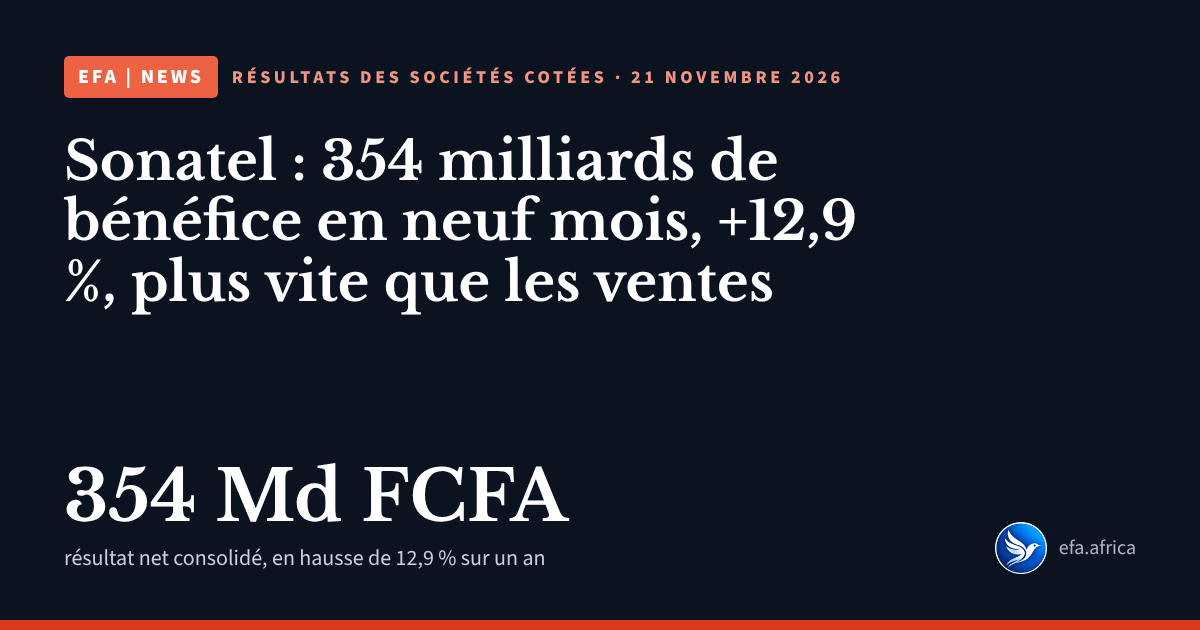 EFA | NEWS RÉSULTATS DES SOCIÉTÉS COTÉES · 21 NOVEMBRE 2026
Sonatel : 354 milliards de
bénéfice en neuf mois, +12,9
%, plus vite que les ventes
354 Md FCFA
résultat net consolidé, en hausse de 12,9 % sur un an
efa.africa